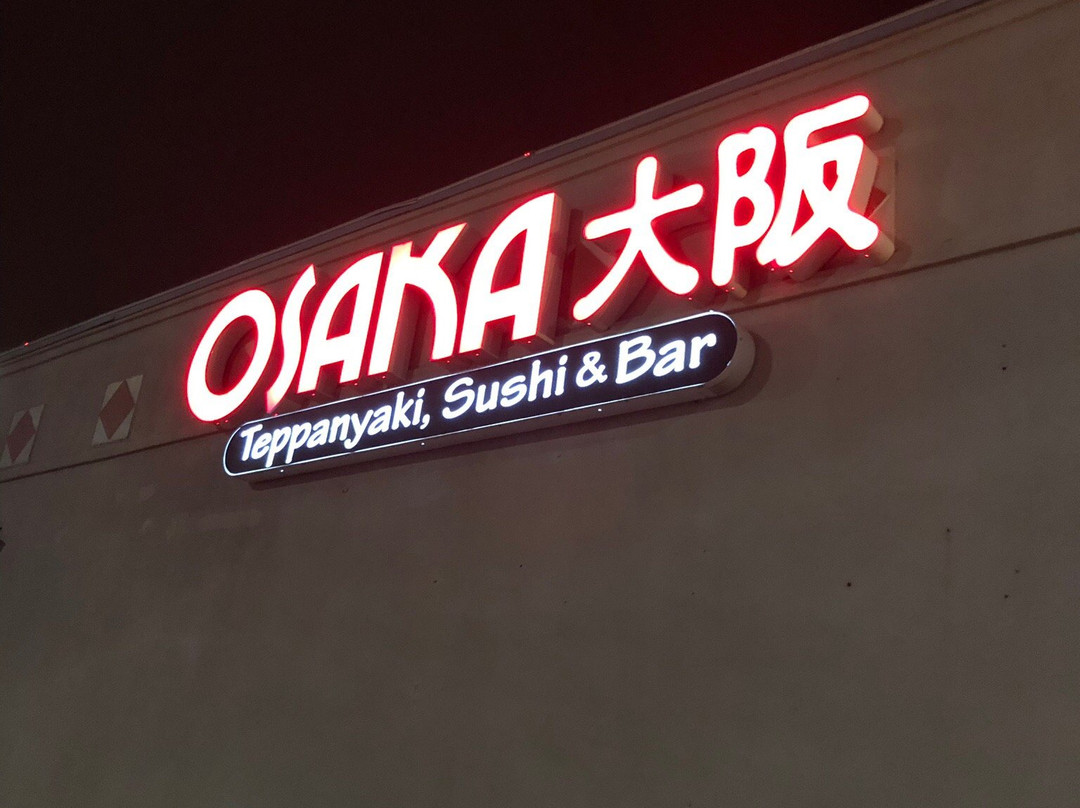 OSAKA 大阪
Teppanyaki, Sushi & Bar